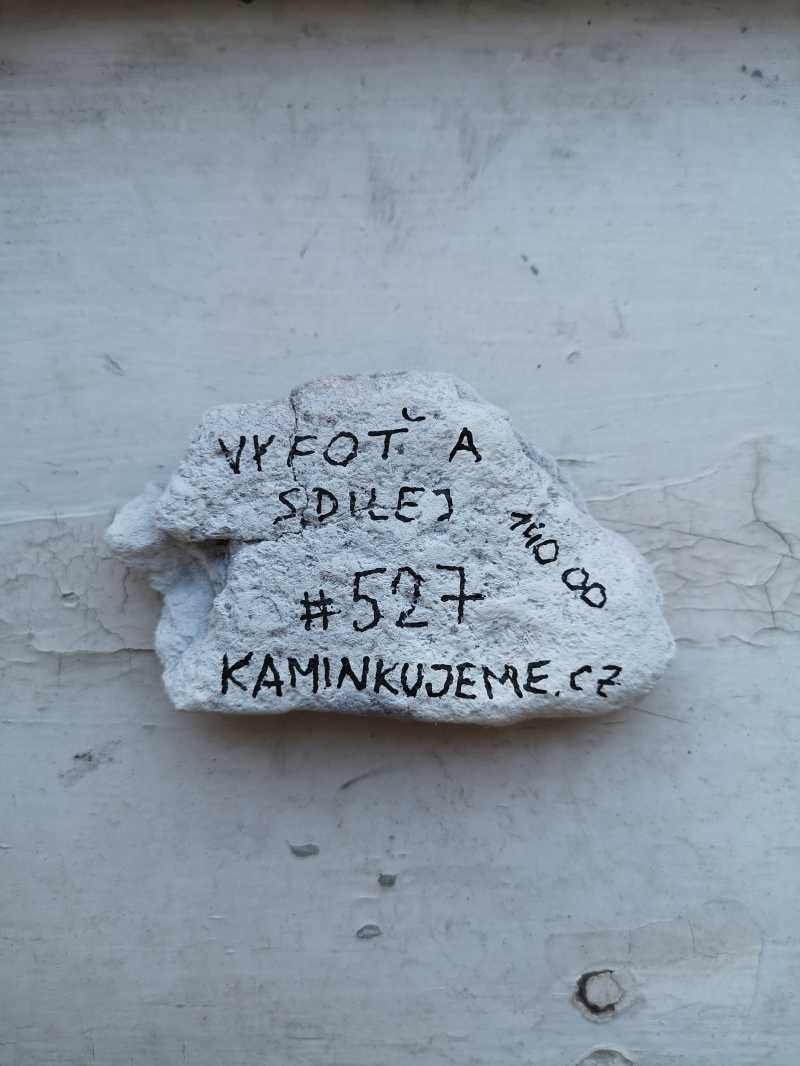 VYFOŤ A
SDÍLEJ
140 00
#527
KAMINKUJEME.CZ